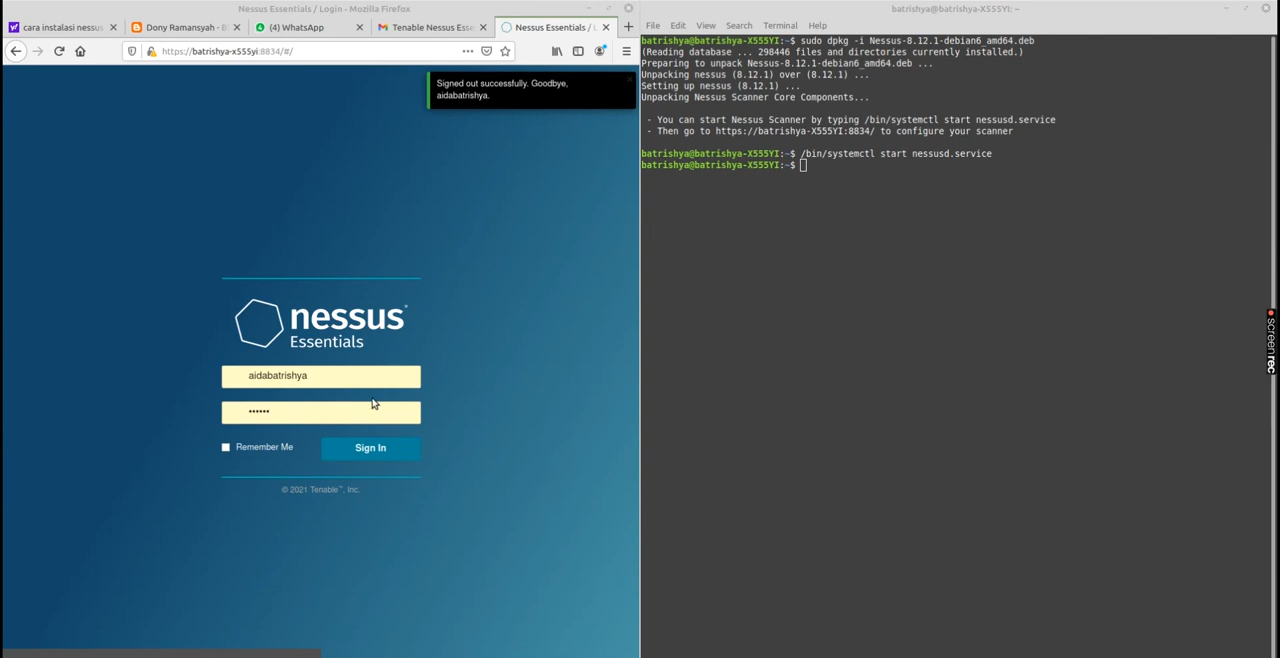 Nessus Essentials / Login - Mozilla Firefox
cara instalasi nessus
Dony Ramansyah - B
(4) WhatsApp
Tenable Nessus Esse
Nessus Essentials / L
https://batrishya-x555yi:8834/#/
Signed out successfully. Goodbye,
aidabatrishya.
nessus
Essentials
aidabatrishya
••••••
Remember Me
Sign In
© 2021 Tenable™, Inc.
batrishya@batrishya-X555YI: ~
File Edit View Search Terminal Help
batrishya@batrishya-X555YI:~$ sudo dpkg -i Nessus-8.12.1-debian6_amd64.deb
(Reading database ... 298446 files and directories currently installed.)
Preparing to unpack Nessus-8.12.1-debian6_amd64.deb ...
Unpacking nessus (8.12.1) over (8.12.1) ...
Setting up nessus (8.12.1) ...
Unpacking Nessus Scanner Core Components...
- You can start Nessus Scanner by typing /bin/systemctl start nessusd.service
- Then go to https://batrishya-X555YI:8834/ to configure your scanner
batrishya@batrishya-X555YI:~$ /bin/systemctl start nessusd.service
batrishya@batrishya-X555YI:~$
screenrec